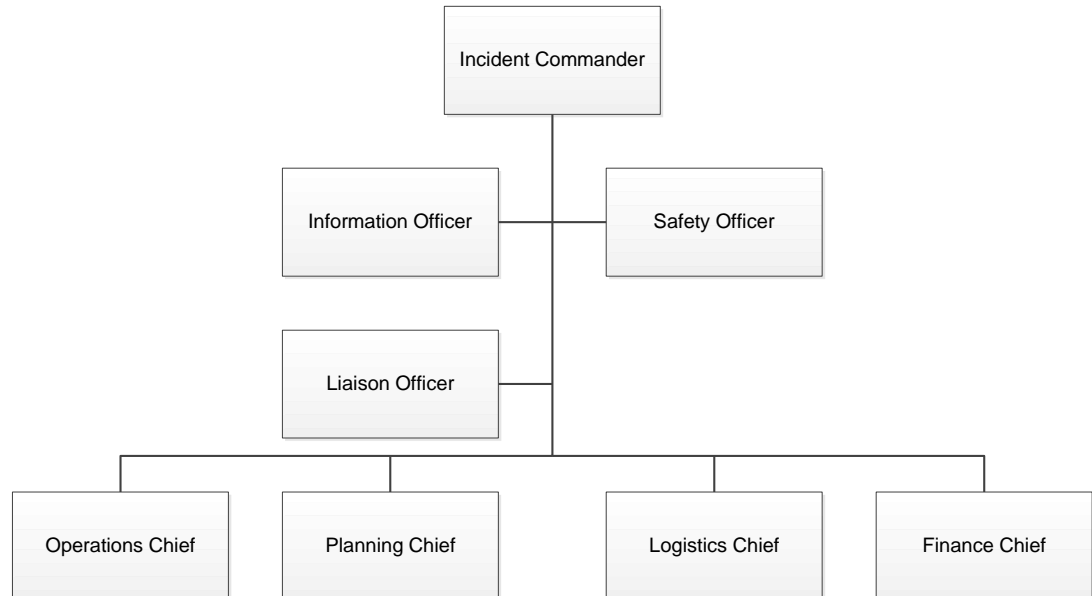 Incident Commander
Information Officer
Safety Officer
Liaison Officer
Operations Chief
Planning Chief
Logistics Chief
Finance Chief